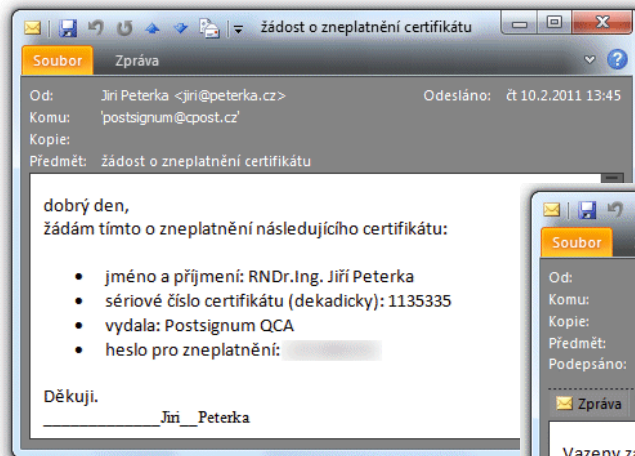 žádost o zneplatnění certifikátu
Soubor Zpráva
Od: Jiri Peterka <jiri@peterka.cz> Odesláno: čt 10.2.2011 13:45
Komu: 'postsignum@cpost.cz'
Kopie:
Předmět: žádost o zneplatnění certifikátu
dobrý den,
žádám tímto o zneplatnění následujícího certifikátu:
• jméno a příjmení: RNDr.Ing. Jiří Peterka
• sériové číslo certifikátu (dekadicky): 1135335
• vydala: Postsignum QCA
• heslo pro zneplatnění:
Děkuji.
_____________Jiri__Peterka
Soubor
Od:
Komu:
Kopie:
Předmět:
Podepsáno:
Zpráva
Vazeny